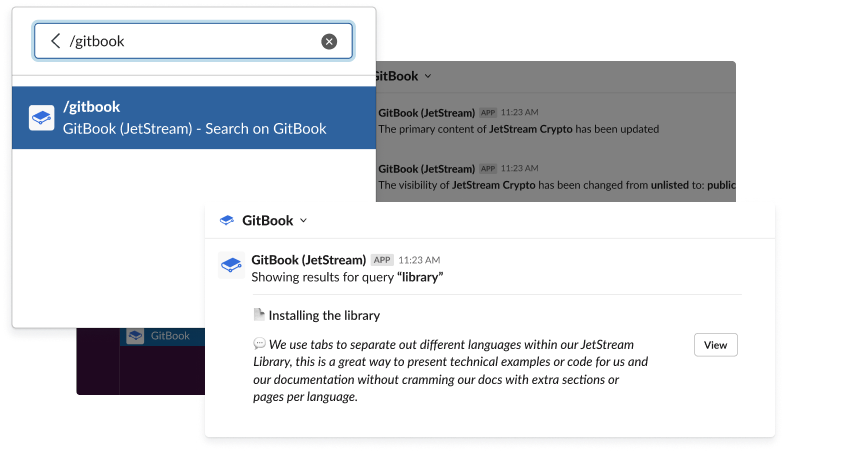 /gitbook
/gitbook
GitBook (JetStream) - Search on GitBook
GitBook
GitBook (JetStream) APP 11:23 AM
The primary content of JetStream Crypto has been updated
GitBook (JetStream) APP 11:23 AM
The visibility of JetStream Crypto has been changed from unlisted to: public
GitBook
GitBook (JetStream) APP 11:23 AM
Showing results for query “library”
Installing the library
We use tabs to separate out different languages within our JetStream
Library, this is a great way to present technical examples or code for us and
our documentation without cramming our docs with extra sections or
pages per language.
View
GitBook